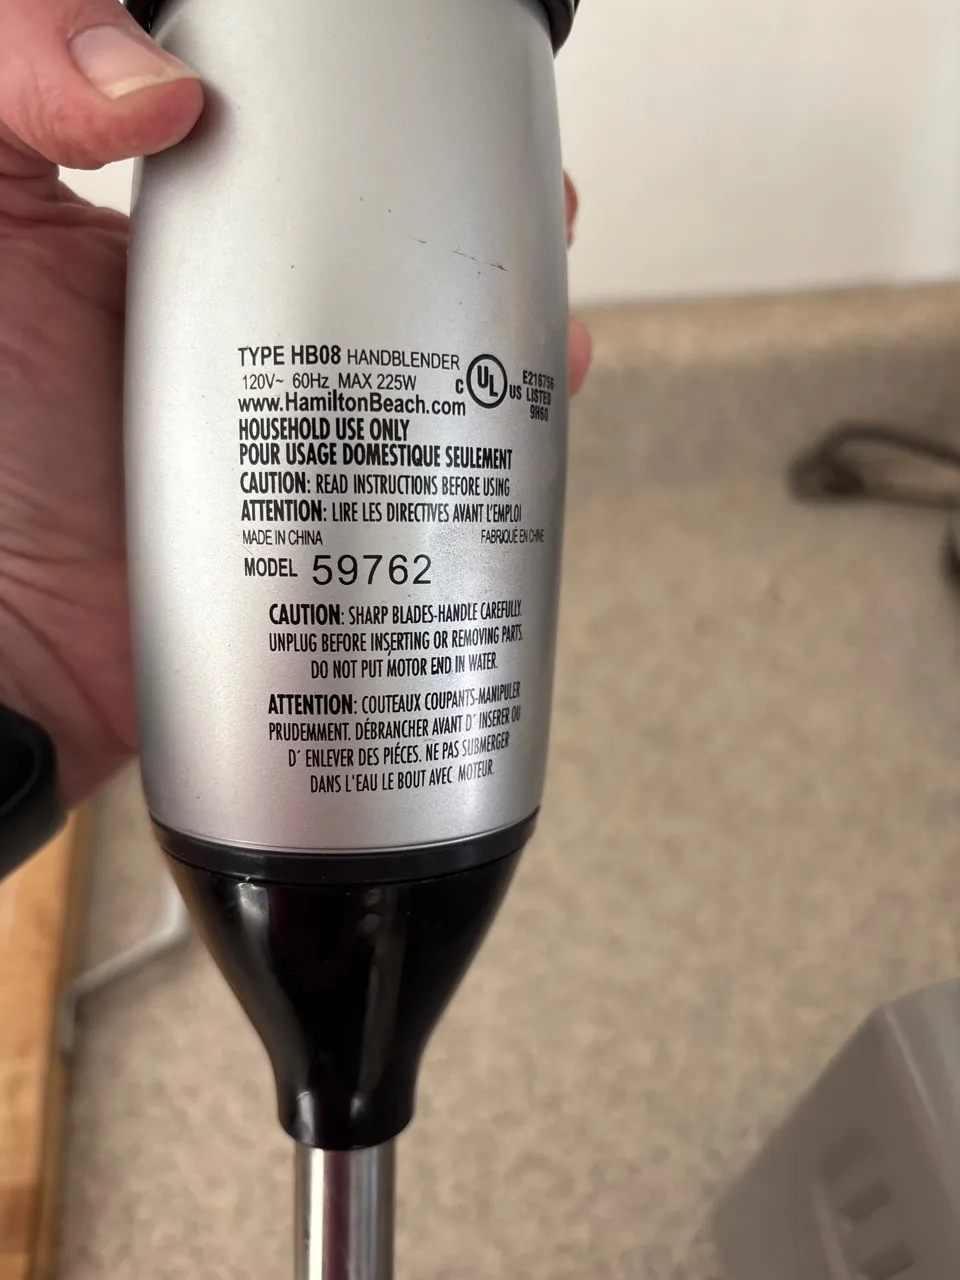 TYPE HB08 HANDBLENDER
120V~ 60Hz MAX 225W
www.HamiltonBeach.com
C UL US
E216756
LISTED
9H60
HOUSEHOLD USE ONLY
POUR USAGE DOMESTIQUE SEULEMENT
CAUTION: READ INSTRUCTIONS BEFORE USING
ATTENTION: LIRE LES DIRECTIVES AVANT L'EMPLOI
MADE IN CHINA FABRIQUÉ EN CHINE
MODEL 59762
CAUTION: SHARP BLADES-HANDLE CAREFULLY.
UNPLUG BEFORE INSERTING OR REMOVING PARTS.
DO NOT PUT MOTOR END IN WATER.
ATTENTION: COUTEAUX COUPANTS-MANIPULER
PRUDEMMENT. DÉBRANCHER AVANT D' INSERER OU
D' ENLEVER DES PIÉCES. NE PAS SUBMERGER
DANS L'EAU LE BOUT AVEC MOTEUR.